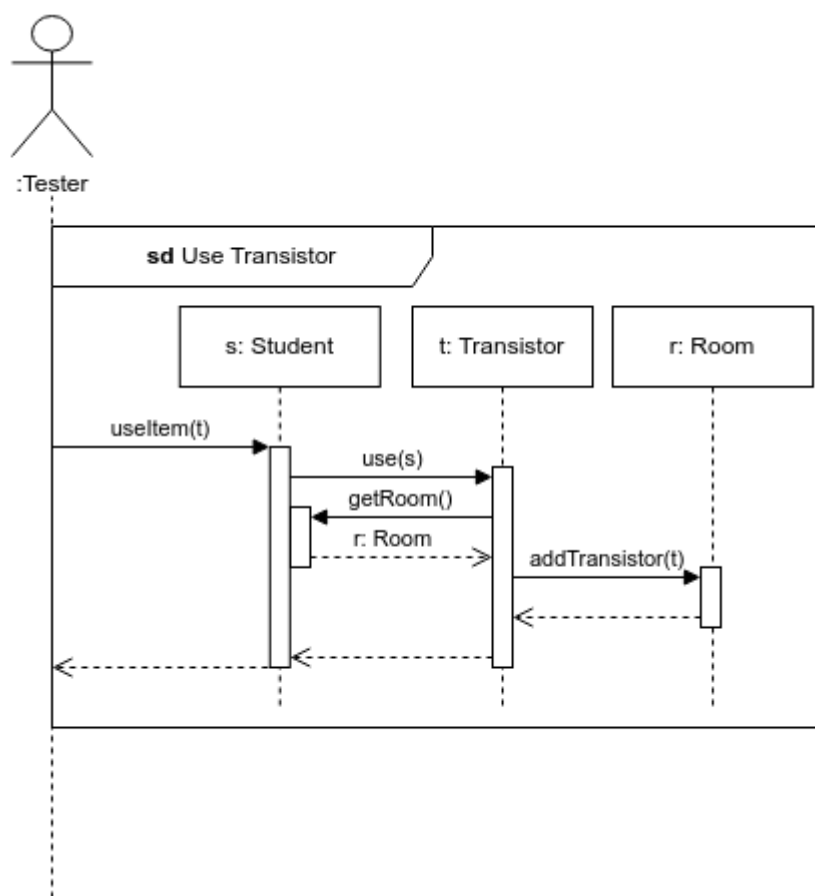 :Tester
sd Use Transistor
s: Student
t: Transistor
r: Room
useItem(t)
use(s)
getRoom()
r: Room
addTransistor(t)